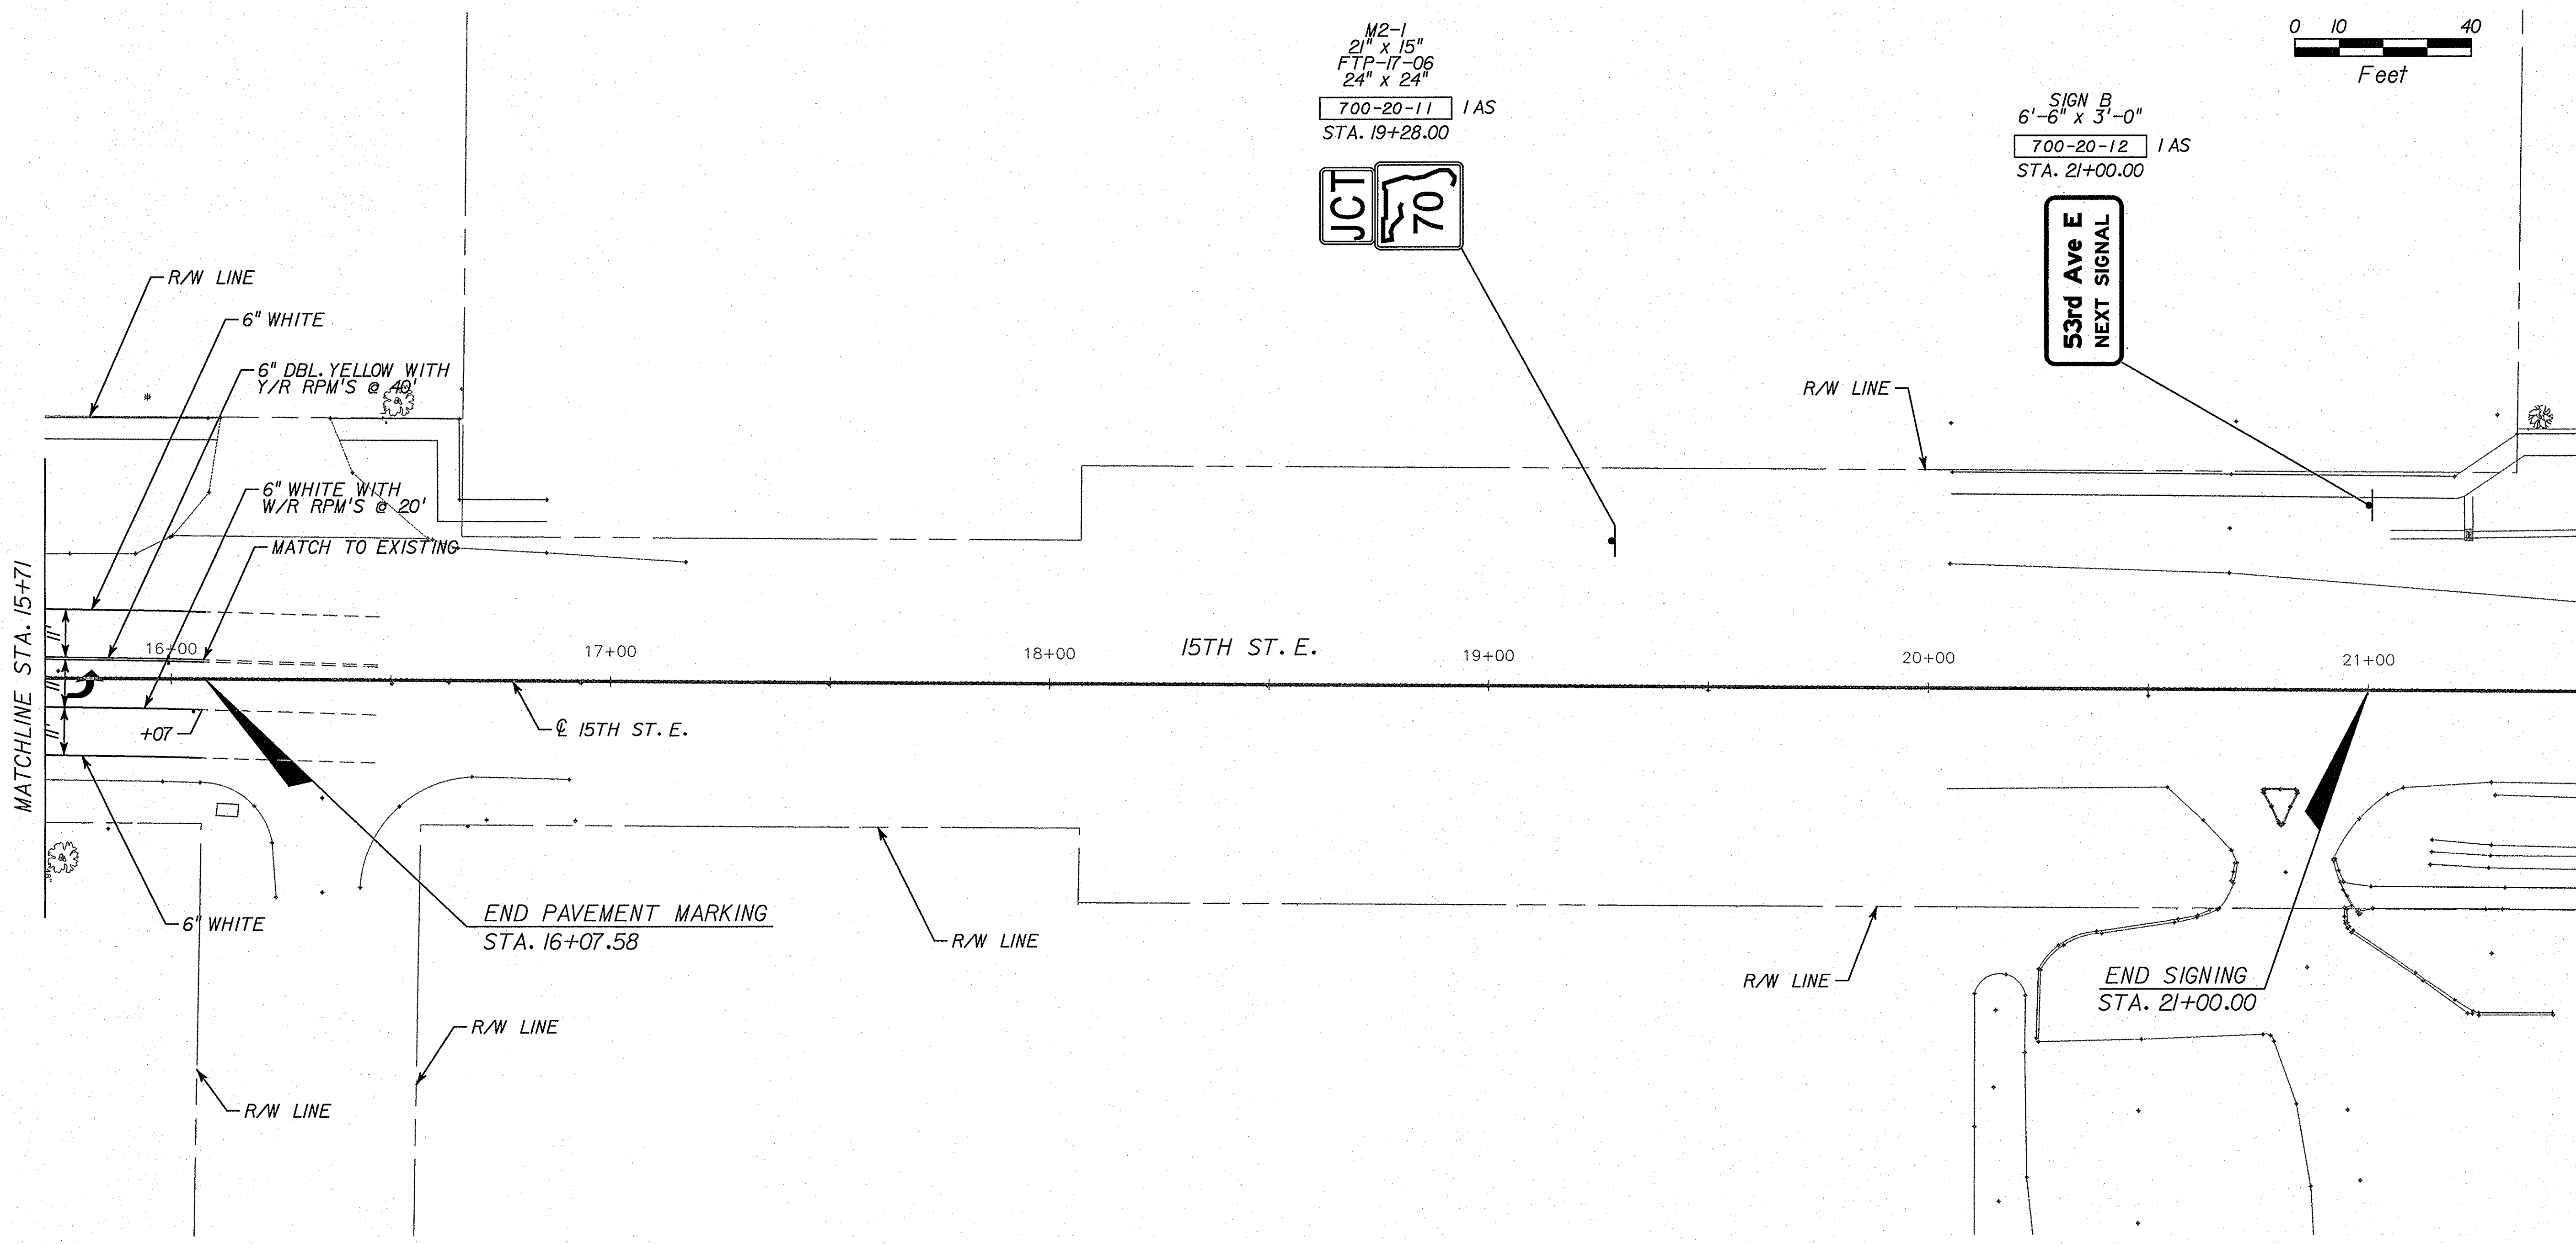 M2-1
21" x 15"
FTP-17-06
24" x 24"
700-20-11 1 AS
STA. 19+28.00
JCT
70
0 10 40
Feet
SIGN B
6'-6" x 3'-0"
700-20-12 1 AS
STA. 21+00.00
53rd Ave E
NEXT SIGNAL
R/W LINE
6" WHITE
6" DBL. YELLOW WITH
Y/R RPM'S @ 40'
R/W LINE
6" WHITE WITH
W/R RPM'S @ 20'
MATCH TO EXISTING
MATCHLINE STA. 15+71
16+00
17+00
18+00
15TH ST. E.
19+00
20+00
21+00
+07
℄ 15TH ST. E.
6" WHITE
END PAVEMENT MARKING
STA. 16+07.58
R/W LINE
R/W LINE
END SIGNING
STA. 21+00.00
R/W LINE
R/W LINE